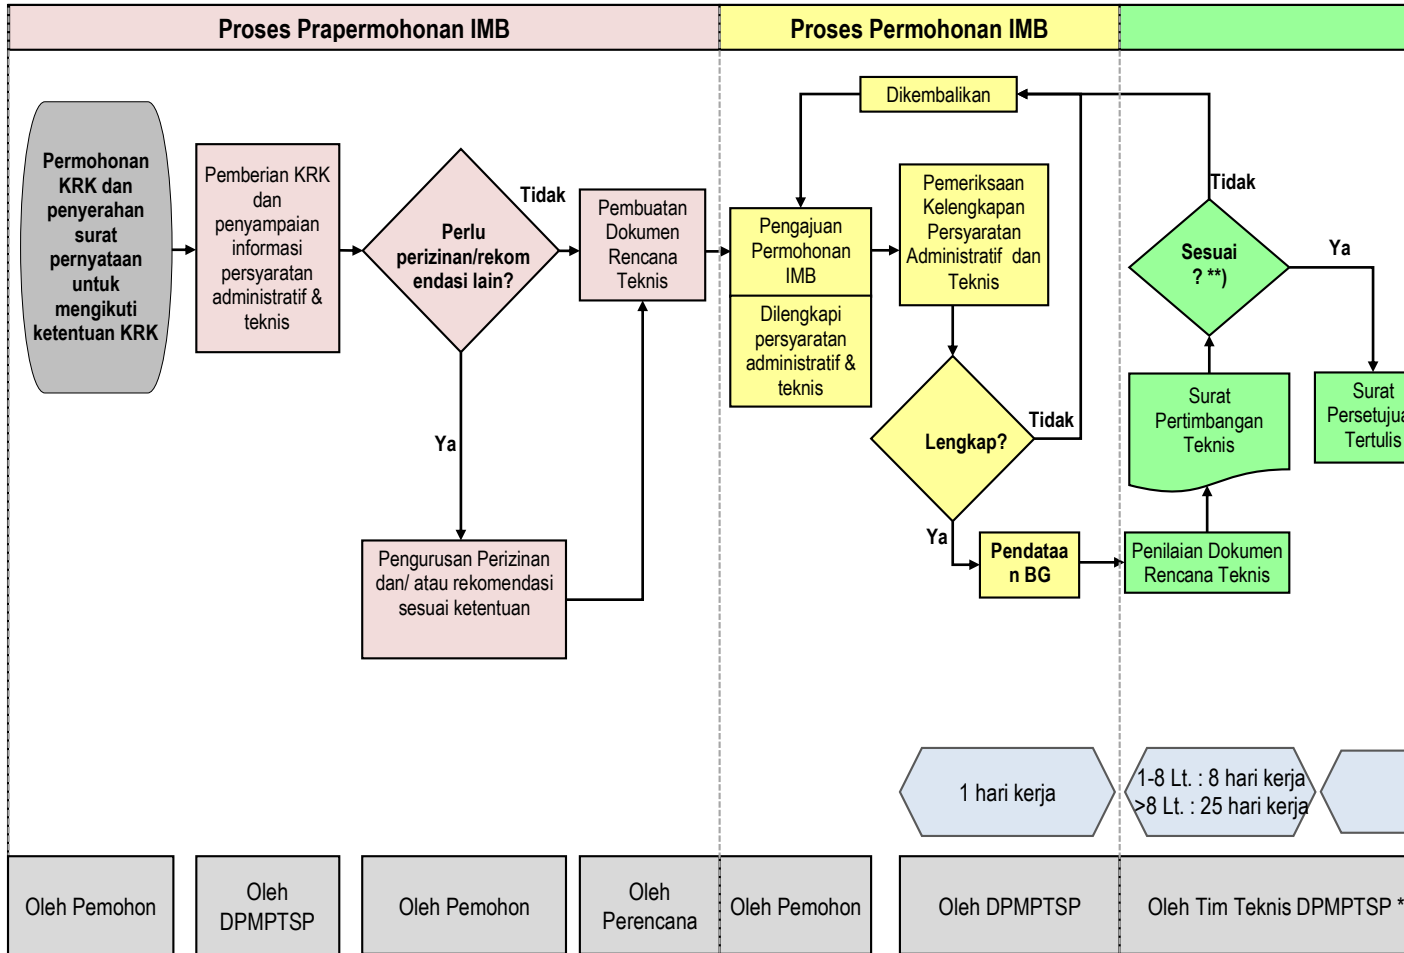 Proses Prapermohonan IMB
Proses Permohonan IMB
Permohonan
KRK dan
penyerahan
surat
pernyataan
untuk
mengikuti
ketentuan KRK
Pemberian KRK
dan
penyampaian
informasi
persyaratan
administratif &
teknis
Perlu
perizinan/rekom
endasi lain?
Tidak
Ya
Pembuatan
Dokumen
Rencana
Teknis
Pengurusan Perizinan
dan/ atau rekomendasi
sesuai ketentuan
Dikembalikan
Pengajuan
Permohonan
IMB
Dilengkapi
persyaratan
administratif &
teknis
Pemeriksaan
Kelengkapan
Persyaratan
Administratif dan
Teknis
Lengkap?
Tidak
Ya
Pendataa
n BG
Penilaian Dokumen
Rencana Teknis
Surat
Pertimbangan
Teknis
Sesuai
? **)
Tidak
Ya
Surat
Persetujua
Tertulis
1 hari kerja
1-8 Lt. : 8 hari kerja
>8 Lt. : 25 hari kerja
Oleh Pemohon
Oleh
DPMPTSP
Oleh Pemohon
Oleh
Perencana
Oleh Pemohon
Oleh DPMPTSP
Oleh Tim Teknis DPMPTSP *